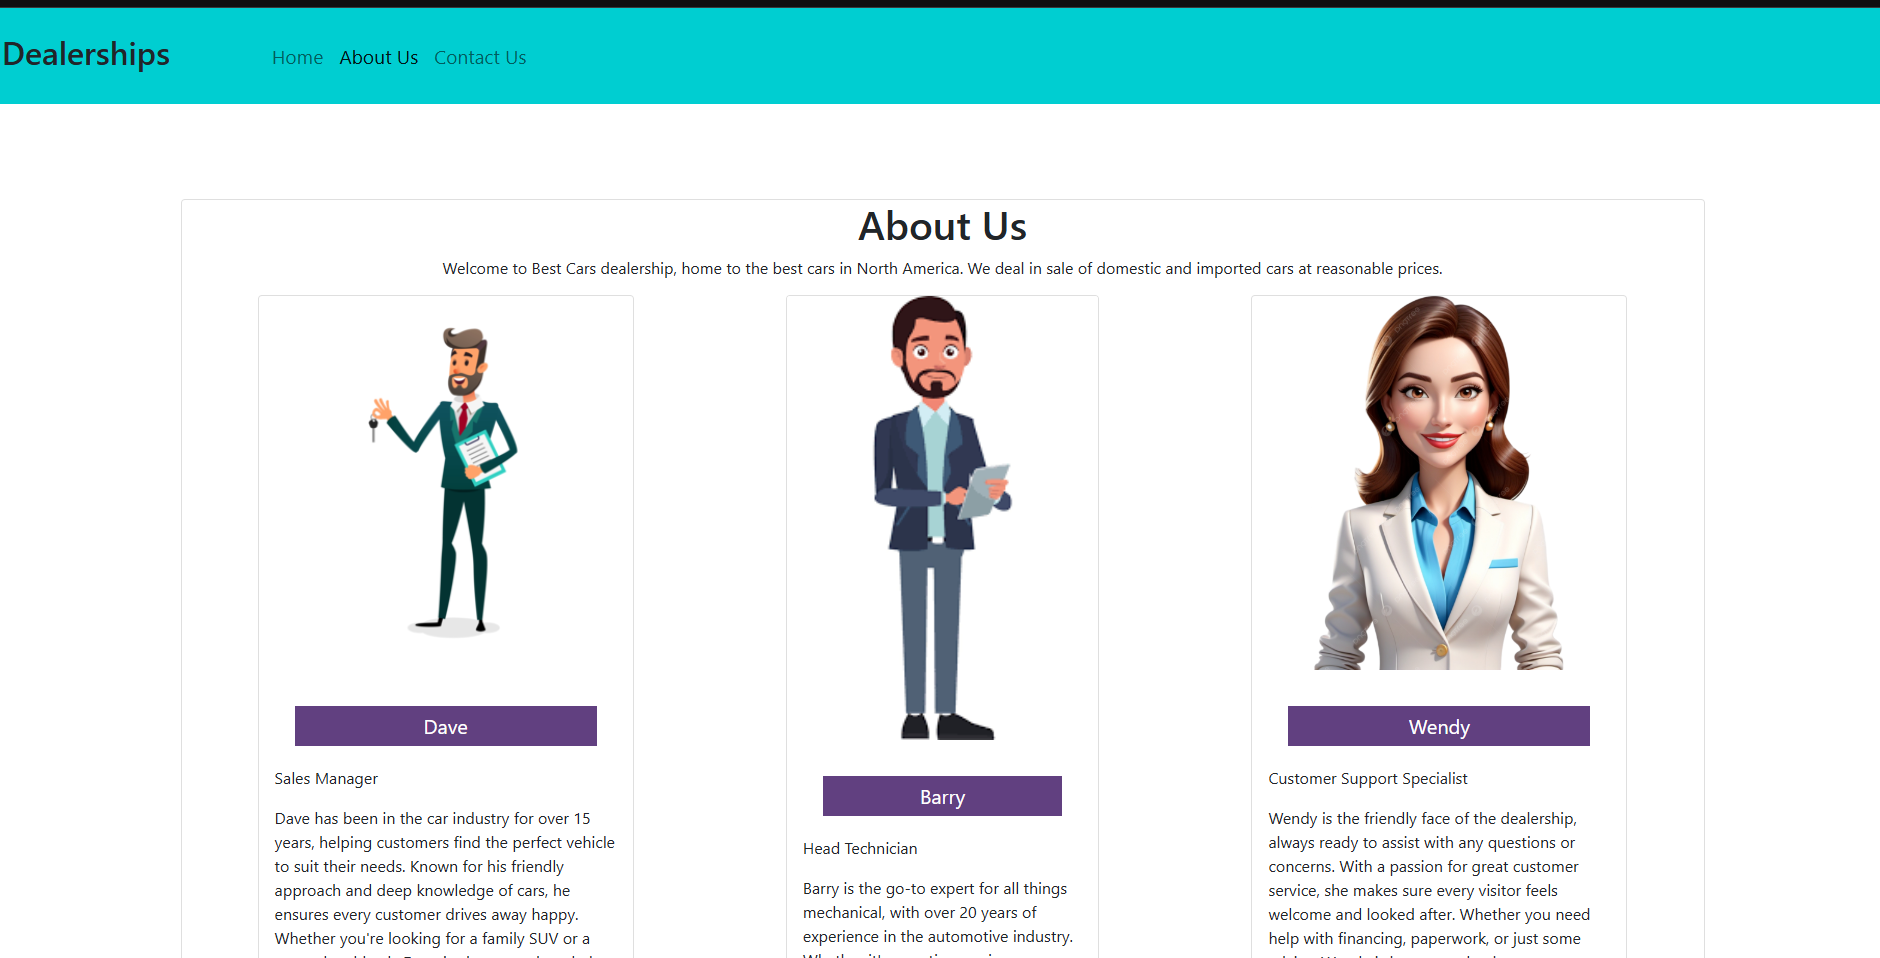 Dealerships
Home
About Us
Contact Us
About Us
Welcome to Best Cars dealership, home to the best cars in North America. We deal in sale of domestic and imported cars at reasonable prices.
Dave
Sales Manager
Dave has been in the car industry for over 15
years, helping customers find the perfect vehicle
to suit their needs. Known for his friendly
approach and deep knowledge of cars, he
ensures every customer drives away happy.
Whether you're looking for a family SUV or a
Barry
Head Technician
Barry is the go-to expert for all things
mechanical, with over 20 years of
experience in the automotive industry.
Wendy
Customer Support Specialist
Wendy is the friendly face of the dealership,
always ready to assist with any questions or
concerns. With a passion for great customer
service, she makes sure every visitor feels
welcome and looked after. Whether you need
help with financing, paperwork, or just some